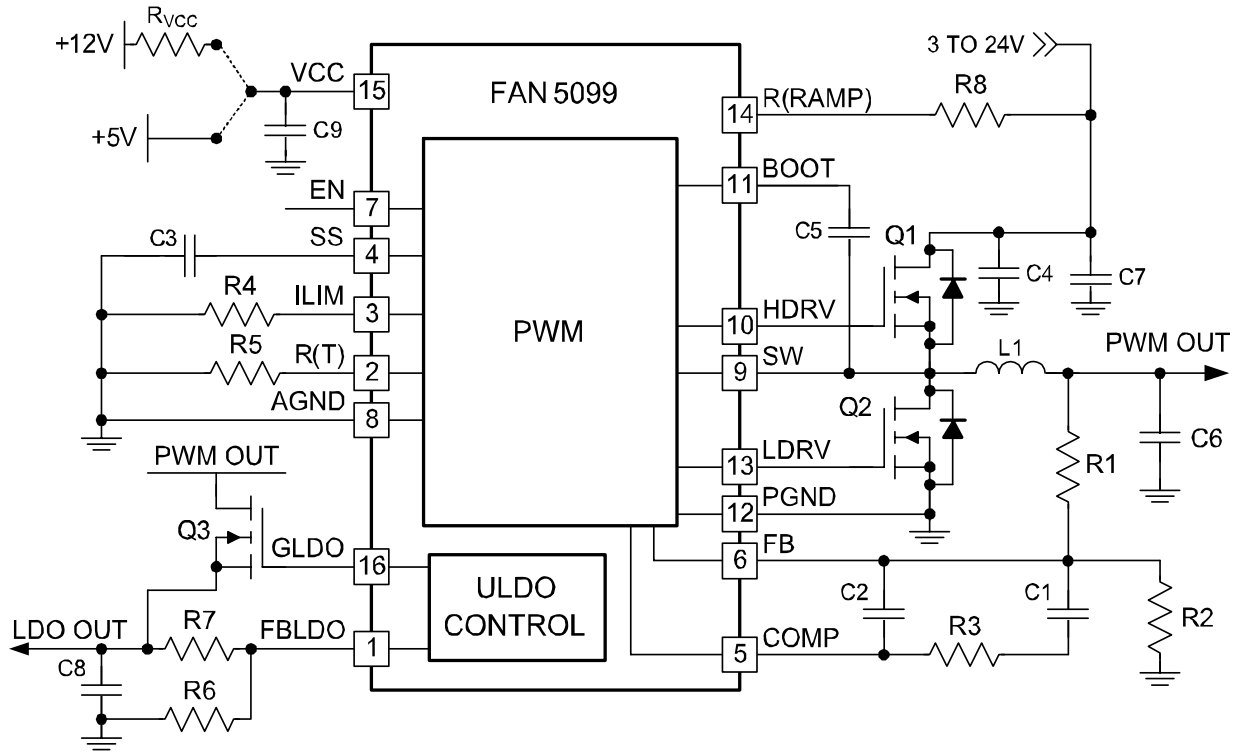 R_VCC
+12V
3 TO 24V
VCC
15
FAN 5099
14
R(RAMP)
R8
+5V
C9
EN
7
11
BOOT
C3
SS
4
C5
Q1
C4
C7
R4
ILIM
3
PWM
10
HDRV
L1
PWM OUT
R5
R(T)
2
9
SW
AGND
8
Q2
C6
PWM OUT
13
LDRV
R1
12
PGND
Q3
GLDO
16
6
FB
ULDO
CONTROL
C2
C1
R2
LDO OUT
R7
FBLDO
1
5
COMP
R3
C8
R6